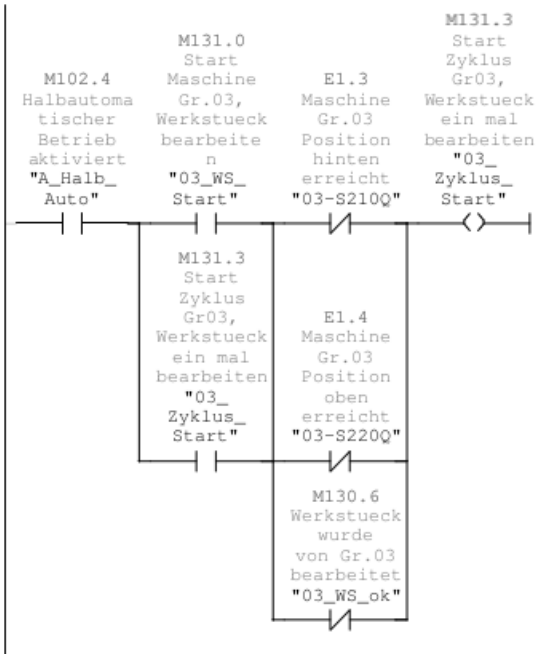 M131.3
Start
Zyklus
Gr03,
Werkstueck
ein mal
bearbeiten
"03_
Zyklus_
Start"
M131.0
Start
Maschine
Gr.03,
Werkstueck
bearbeite
n
"03_WS_
Start"
M102.4
Halbautoma
tischer
Betrieb
aktiviert
"A_Halb_
Auto"
E1.3
Maschine
Gr.03
Position
hinten
erreicht
"03-S210Q"
M131.3
Start
Zyklus
Gr03,
Werkstueck
ein mal
bearbeiten
"03_
Zyklus_
Start"
E1.4
Maschine
Gr.03
Position
oben
erreicht
"03-S220Q"
M130.6
Werkstueck
wurde
von Gr.03
bearbeitet
"03_WS_ok"